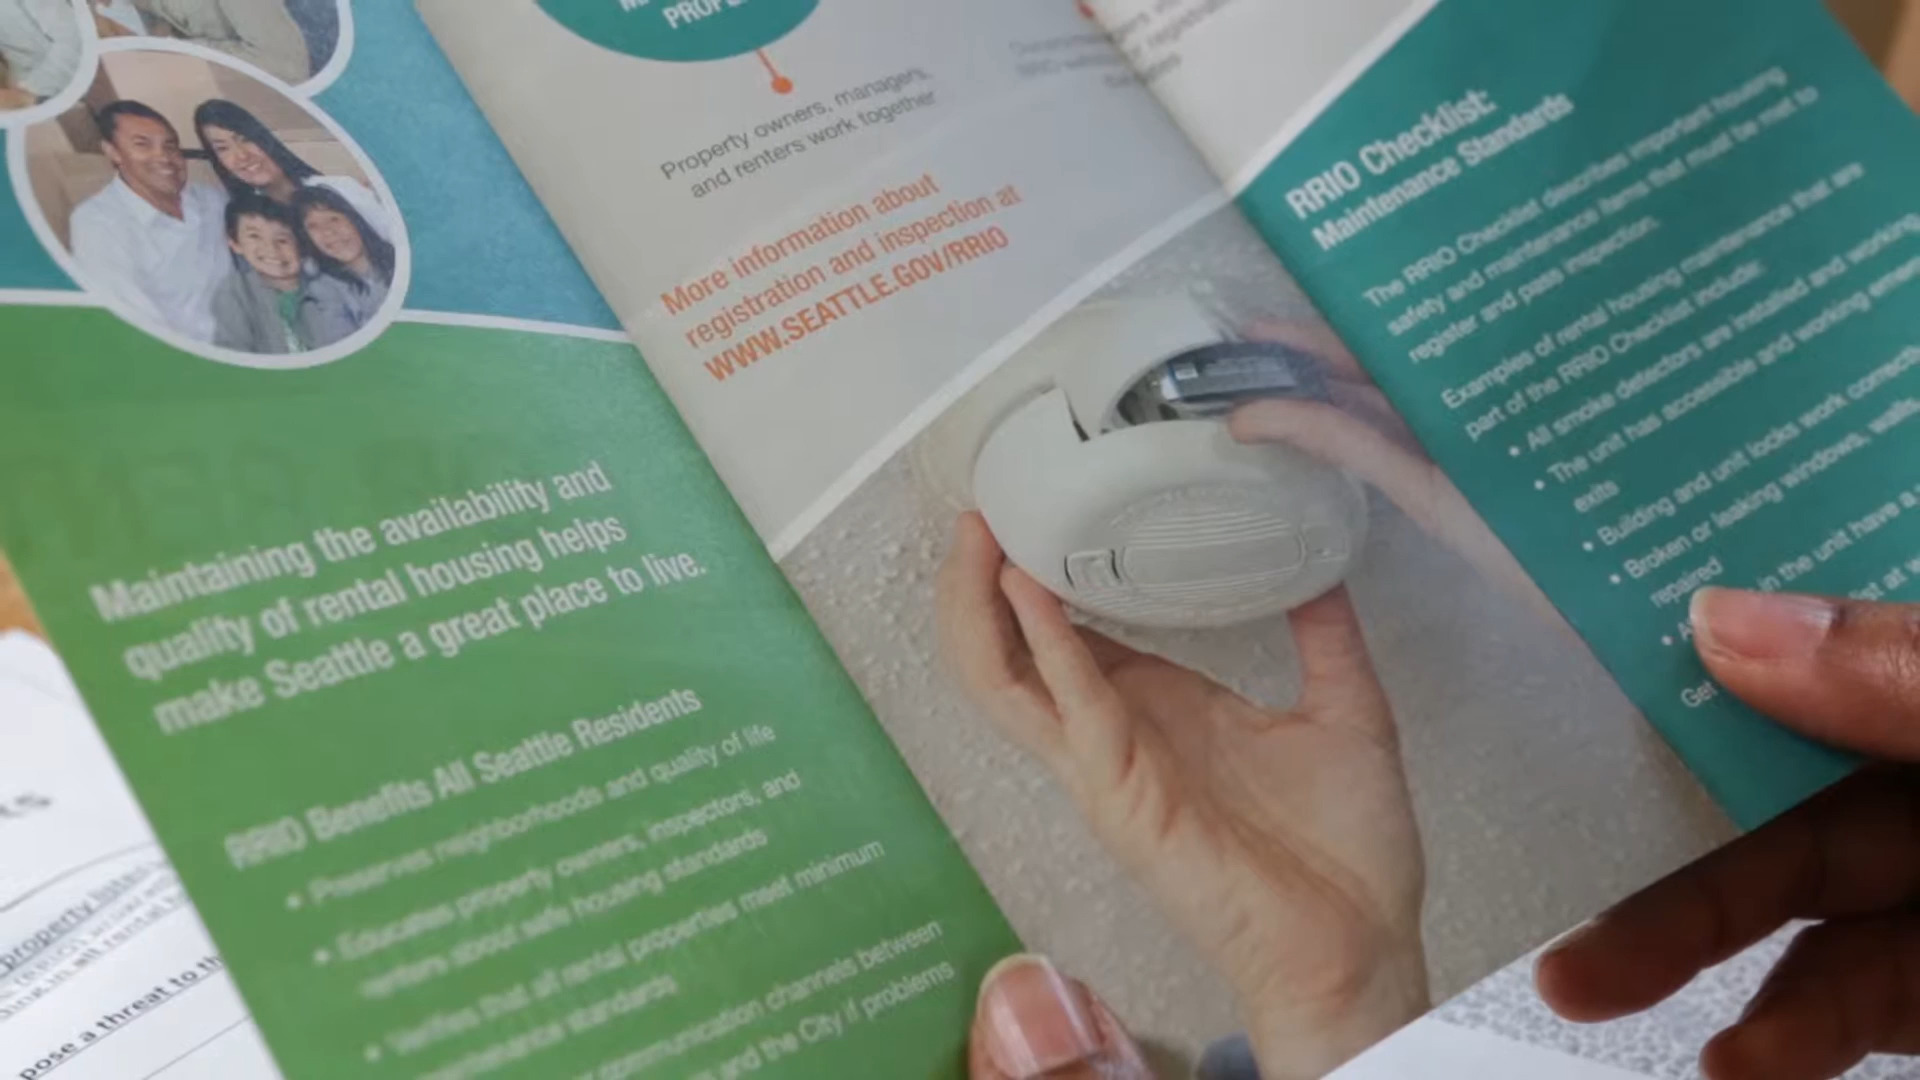 PROPE
Property owners, managers,
and renters work together
More information about
registration and inspection at
WWW.SEATTLE.GOV/RRIO
Maintaining the availability and
quality of rental housing helps
make Seattle a great place to live.
RRIO Benefits All Seattle Residents
• Preserves neighborhoods and quality of life
• Educates property owners, inspectors, and
renters about safe housing standards
• Verifies that all rental properties meet minimum
maintenance standards
communication channels between
and the City if problems
RRIO Checklist:
Maintenance Standards
The RRIO Checklist describes important housing
safety and maintenance items that must be met to
register and pass inspection.
Examples of rental housing maintenance that are
part of the RRIO Checklist include:
• All smoke detectors are installed and working
• The unit has accessible and working
exits
• Building and unit locks work
• Broken or leaking windows, walls,
repaired
• in the unit have a
at
Get
property
pose a threat to